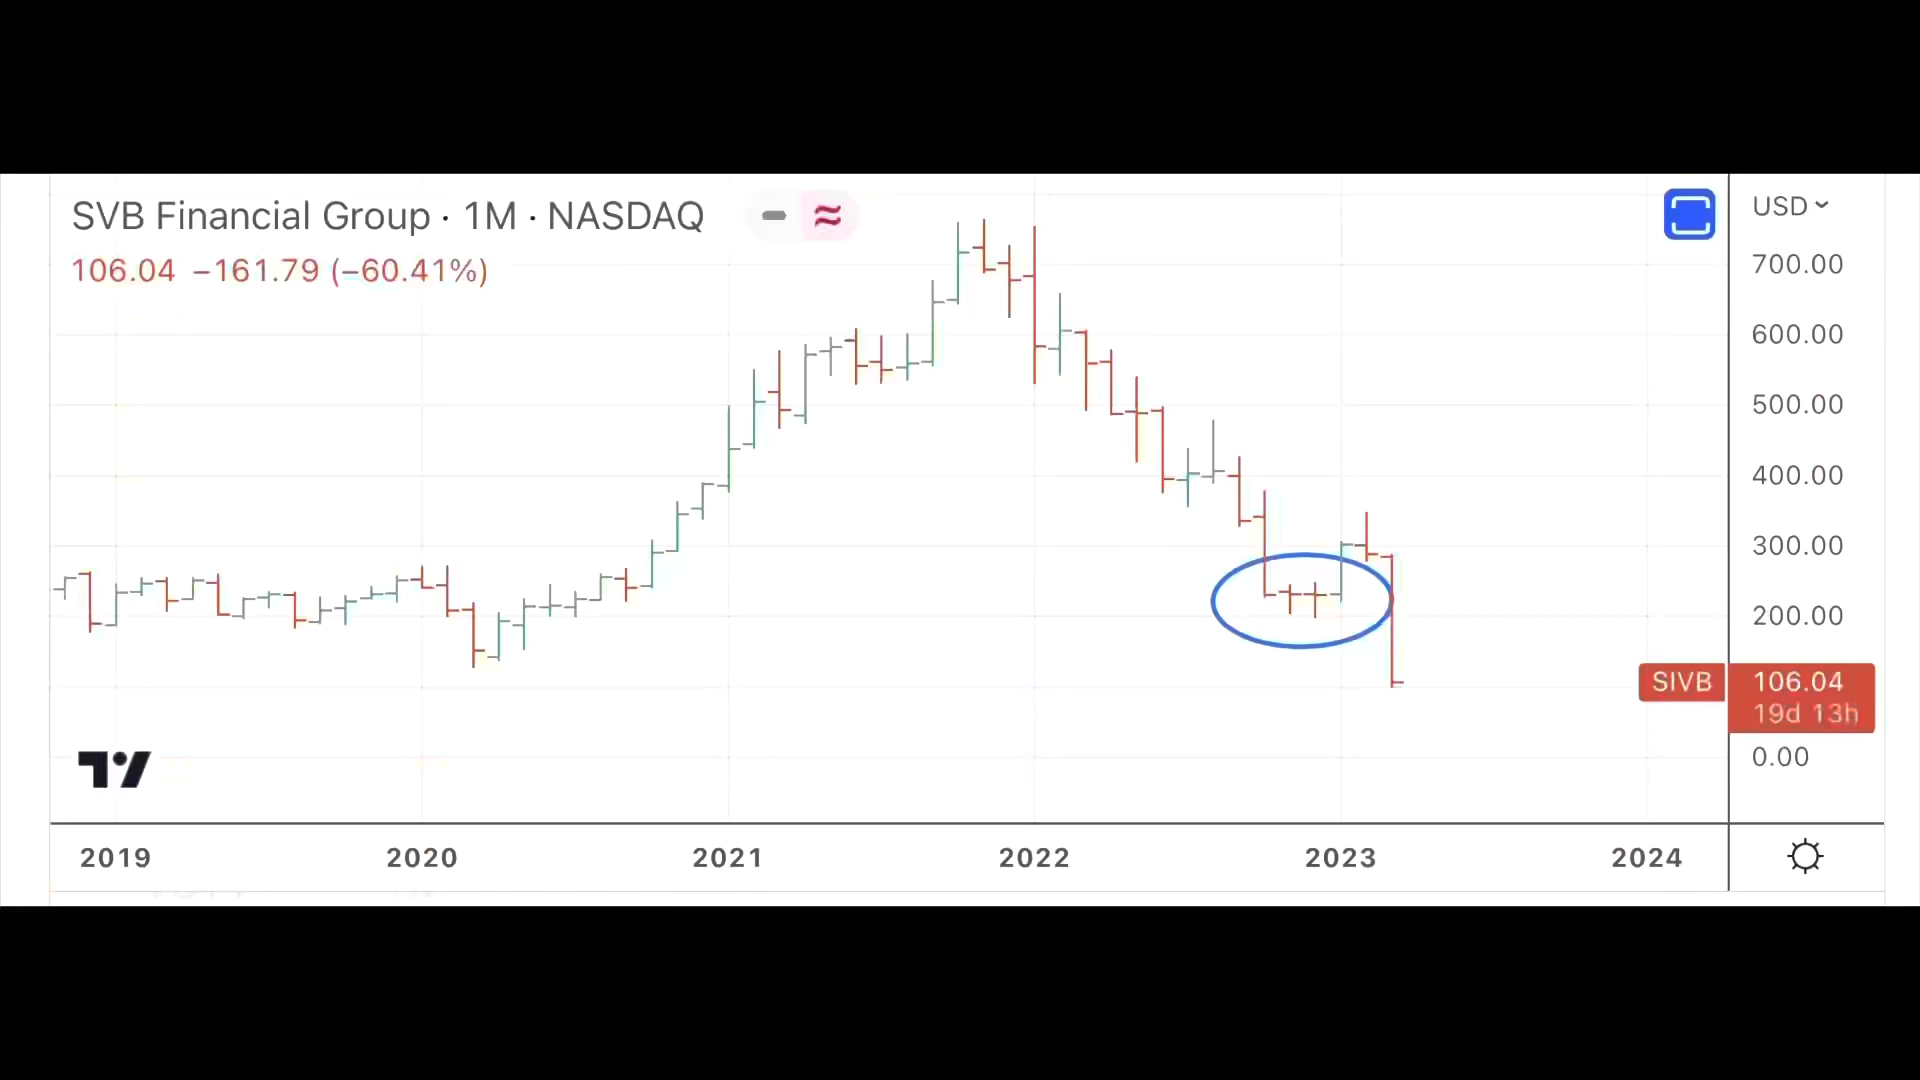 SVB Financial Group · 1M · NASDAQ
106.04 −161.79 (−60.41%)
USD
700.00
600.00
500.00
400.00
300.00
200.00
SIVB 106.04
19d 13h
0.00
2019 2020 2021 2022 2023 2024